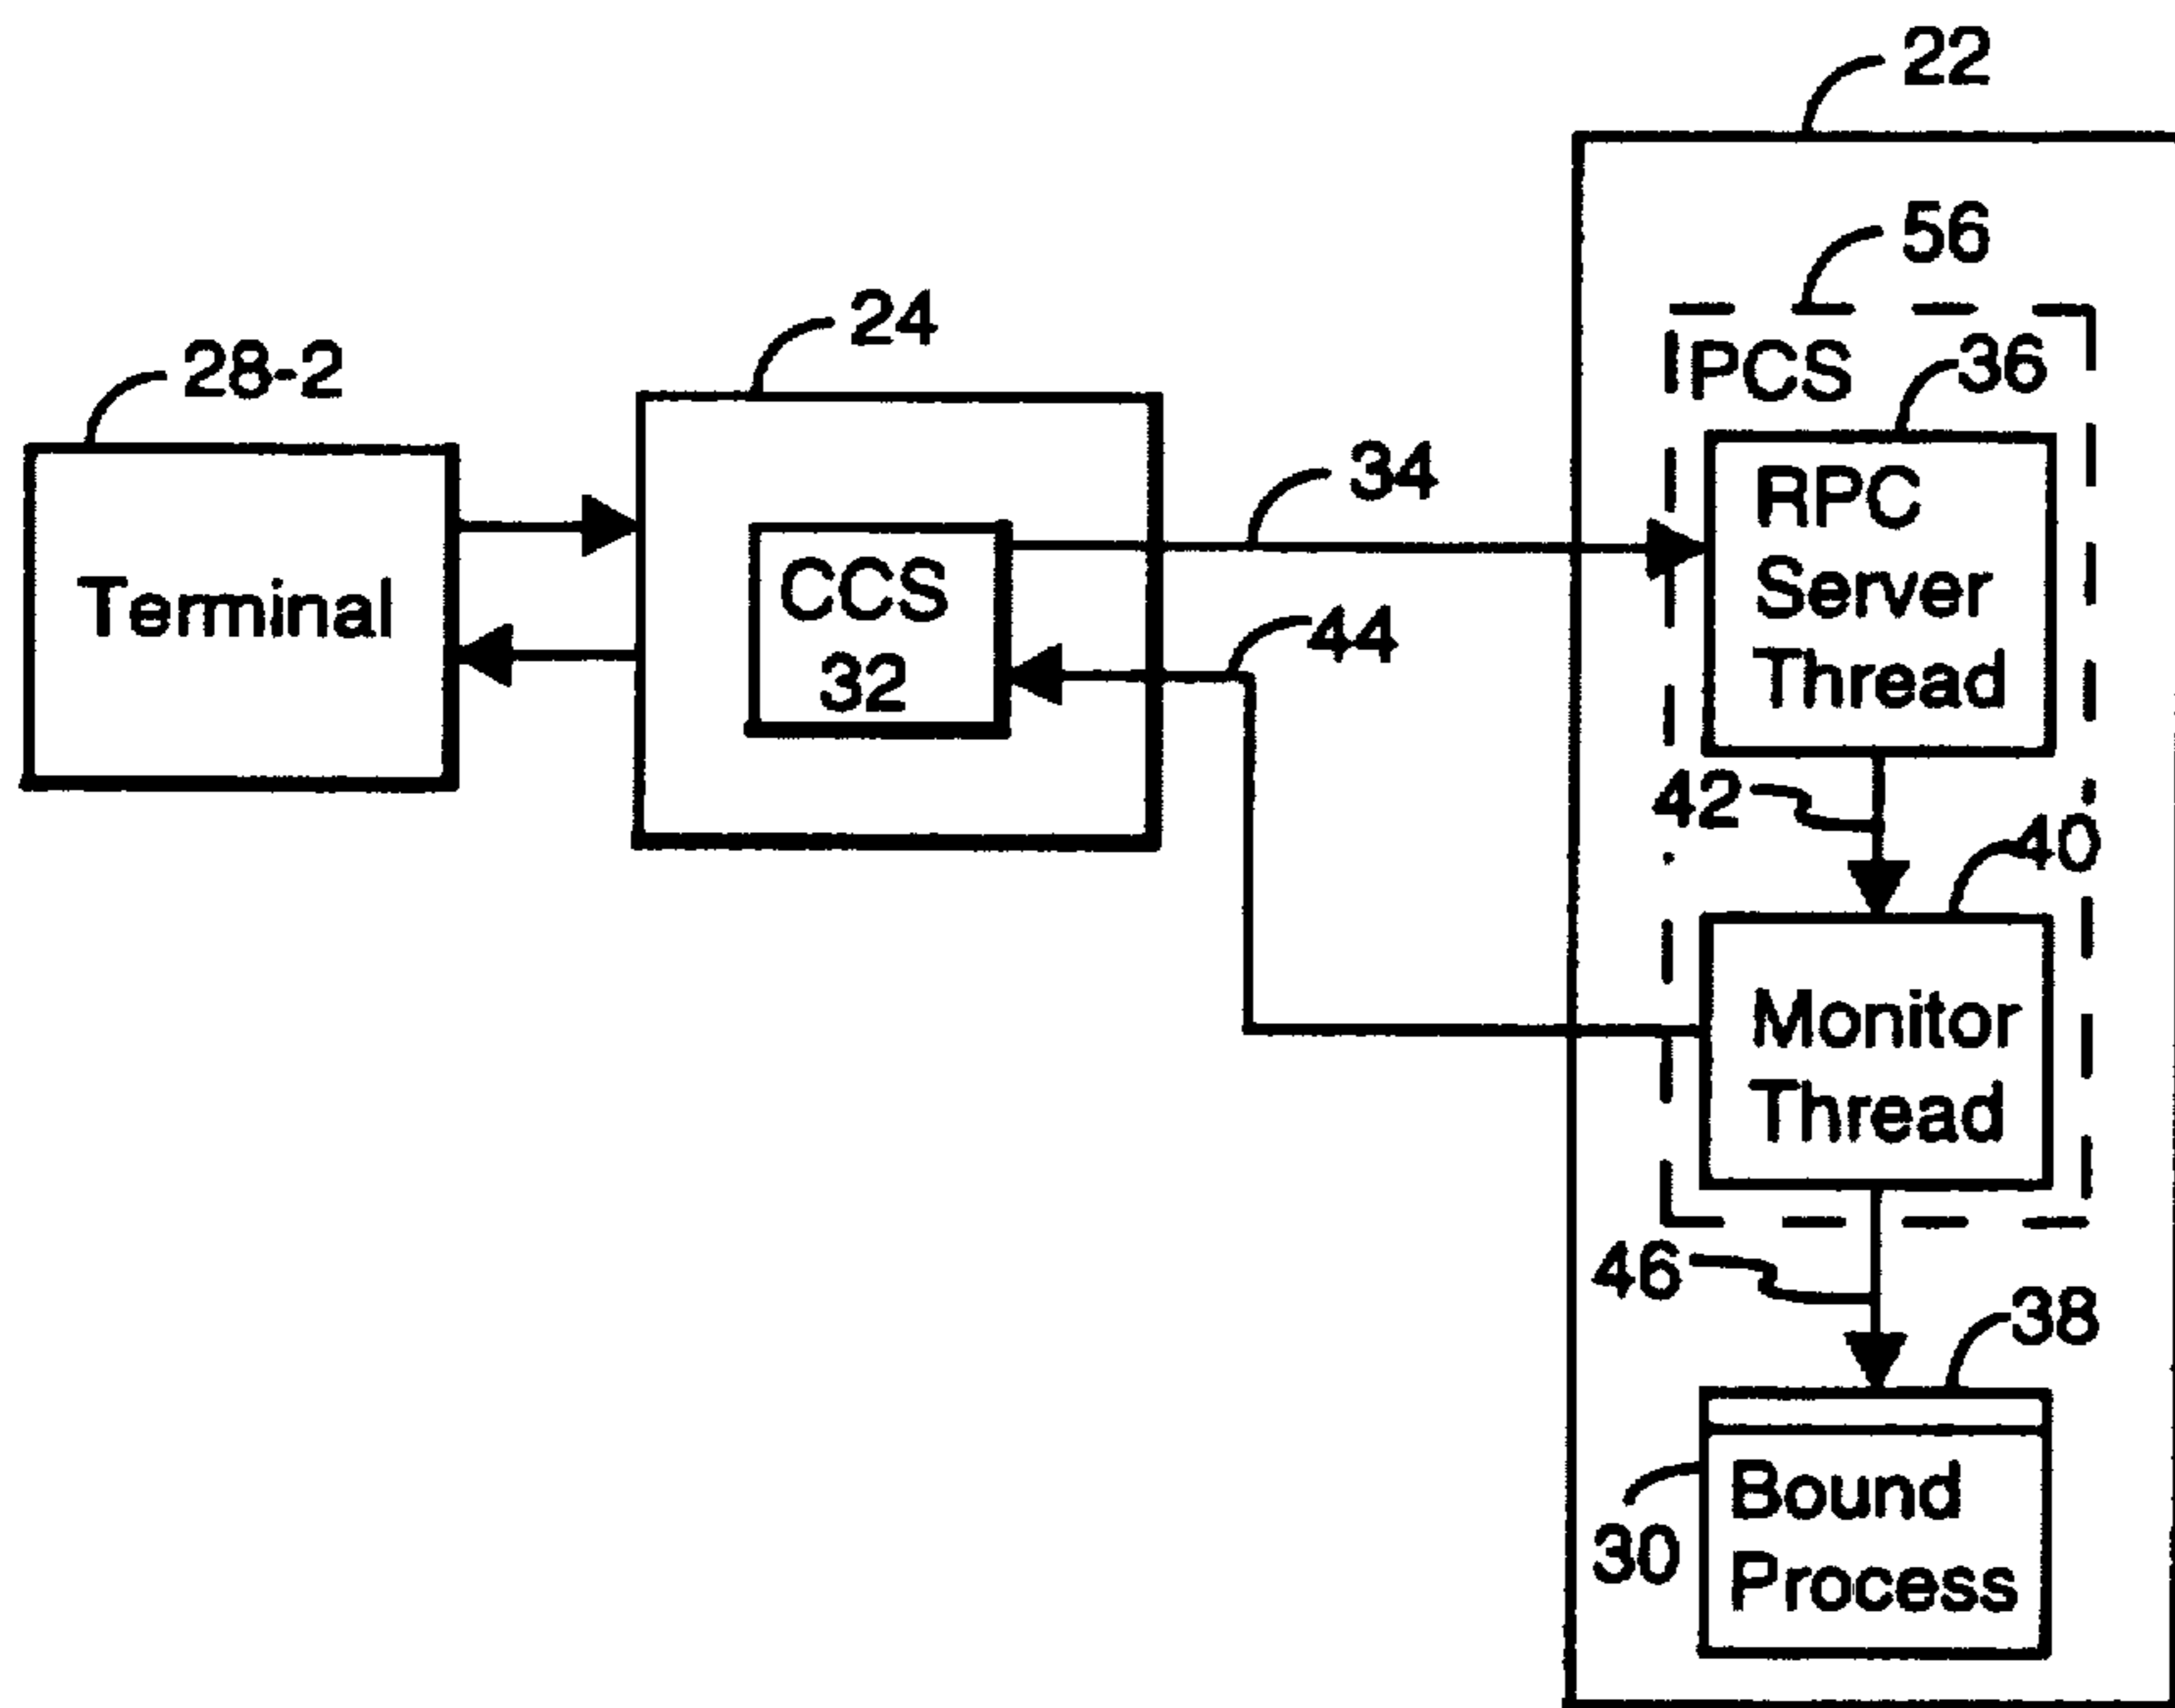 22
56
24
28-2
PCS
36
34
RPC
Server
Thread
Terminal
CCS
32
44
42
40
Monitor
Thread
46
38
Bound
Process
30